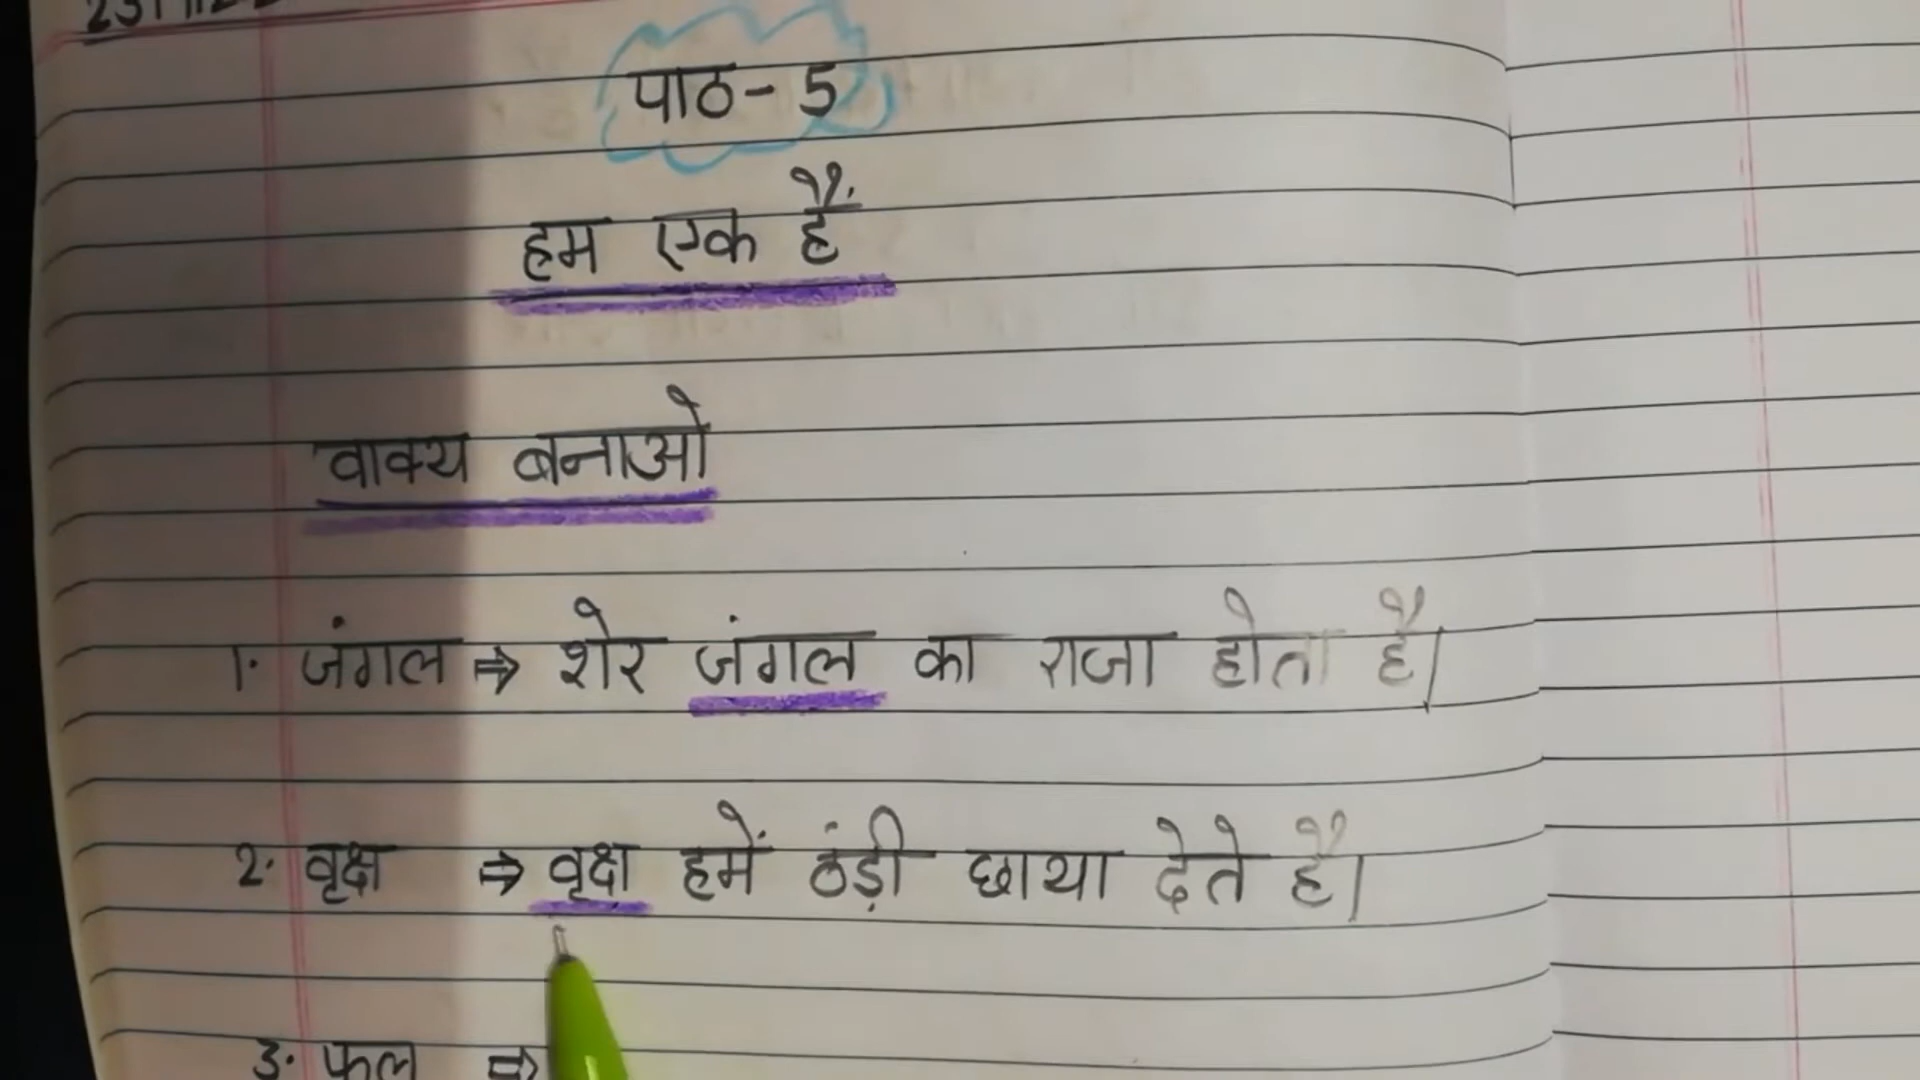 पाठ - 5
हम एक हैं
वाक्य बनाओ
1. जंगल ⇒ शेर जंगल का राजा होता है।
2. वृक्ष ⇒ वृक्ष हमें ठंड़ी छाया देते हैं।
3. फल ⇒